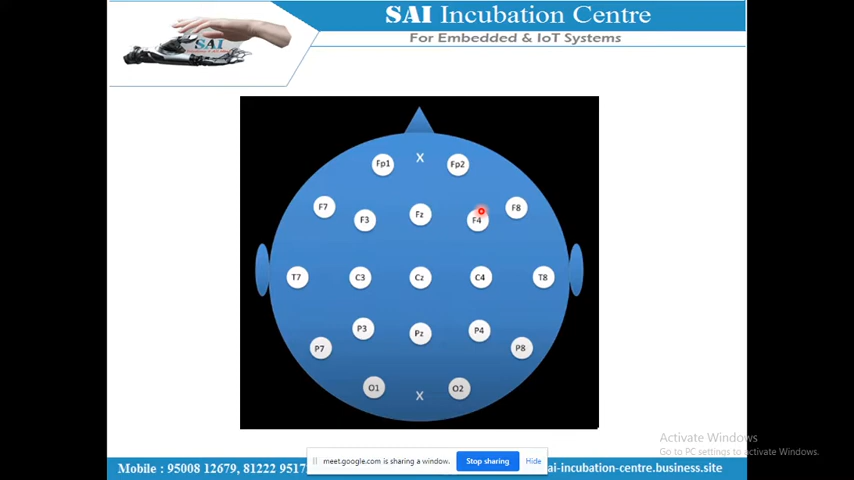 SAI Incubation Centre
For Embedded & IoT Systems
SAI
X
Fp1
Fp2
F7
F3
Fz
F4
F8
T7
C3
Cz
C4
T8
P7
P3
Pz
P4
P8
O1
X
O2
Activate Windows
Go to PC settings to activate Windows.
Mobile : 95008 12679, 81222 9517
meet.google.com is sharing a window.
Stop sharing
Hide
ai-incubation-centre.business.site